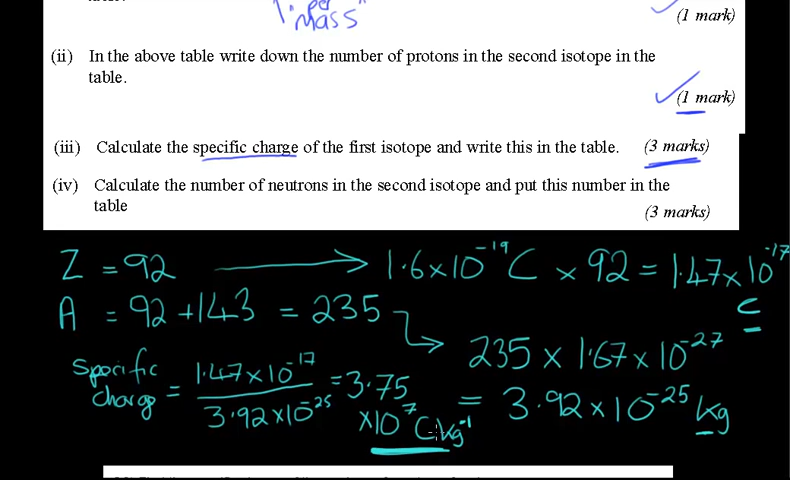 "per
mass"
(1 mark)
(ii) In the above table write down the number of protons in the second isotope in the
table.
(1 mark)
(iii) Calculate the specific charge of the first isotope and write this in the table. (3 marks)
(iv) Calculate the number of neutrons in the second isotope and put this number in the
table
(3 marks)
Z = 92 → 1.6×10⁻¹⁹ C × 92 = 1.47×10⁻¹⁷
C
A = 92 + 143 = 235
235 × 1.67×10⁻²⁷
= 3.92×10⁻²⁵ kg
Specific
charge = 1.47×10⁻¹⁷ / 3.92×10⁻²⁵ = 3.75
×10⁷ Ckg⁻¹